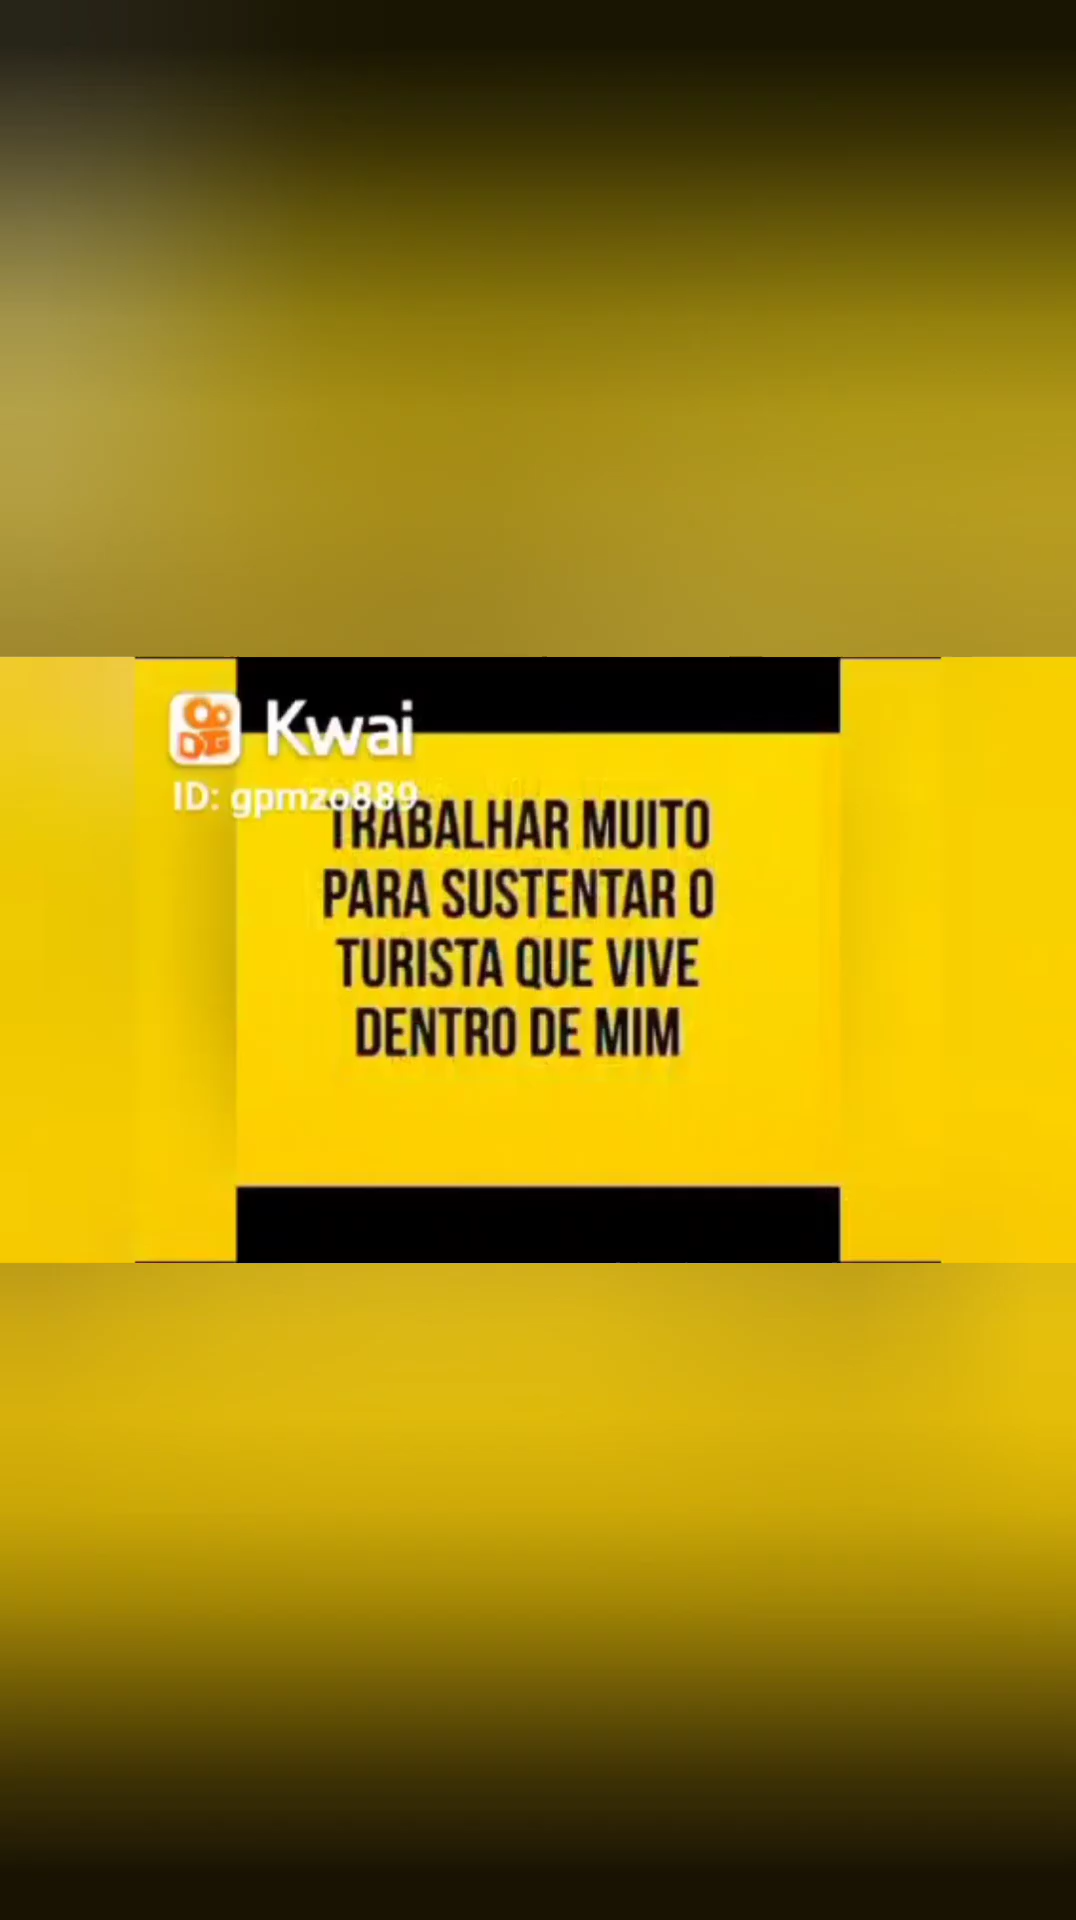 Kwai
ID: gpmzo889
TRABALHAR MUITO
PARA SUSTENTAR O
TURISTA QUE VIVE
DENTRO DE MIM